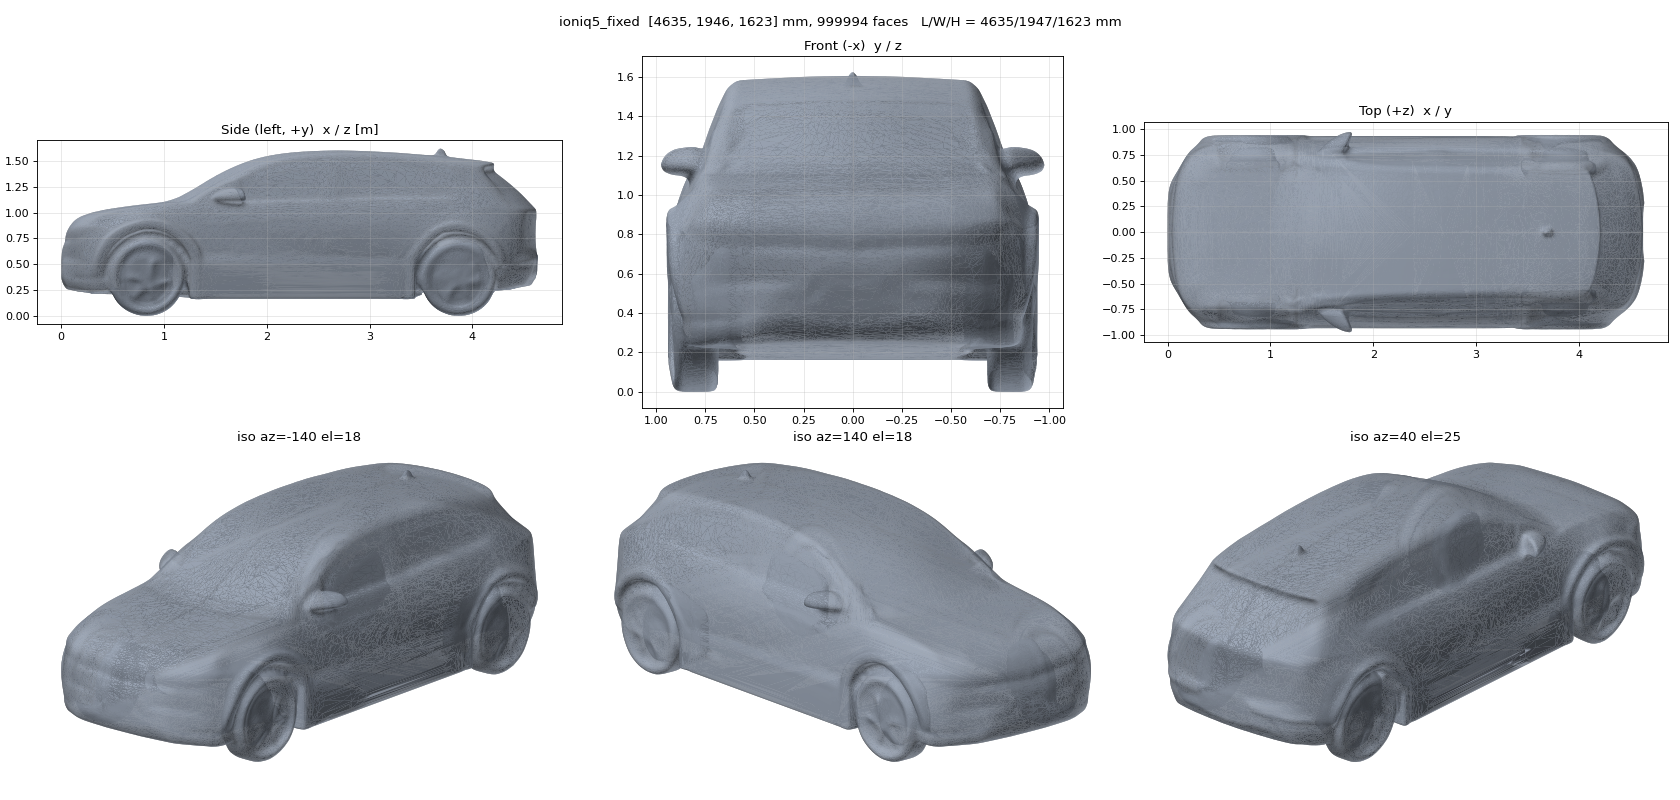 ioniq5_fixed [4635, 1946, 1623] mm, 999994 faces L/W/H = 4635/1947/1623 mm
Side (left, +y) x / z [m]
1.50
1.25
1.00
0.75
0.50
0.25
0.00
0 1 2 3 4
Front (-x) y / z
1.6
1.4
1.2
1.0
0.8
0.6
0.4
0.2
0.0
1.00 0.75 0.50 0.25 0.00 −0.25 −0.50 −0.75 −1.00
Top (+z) x / y
1.00
0.75
0.50
0.25
0.00
−0.25
−0.50
−0.75
−1.00
0 1 2 3 4
iso az=-140 el=18
iso az=140 el=18
iso az=40 el=25